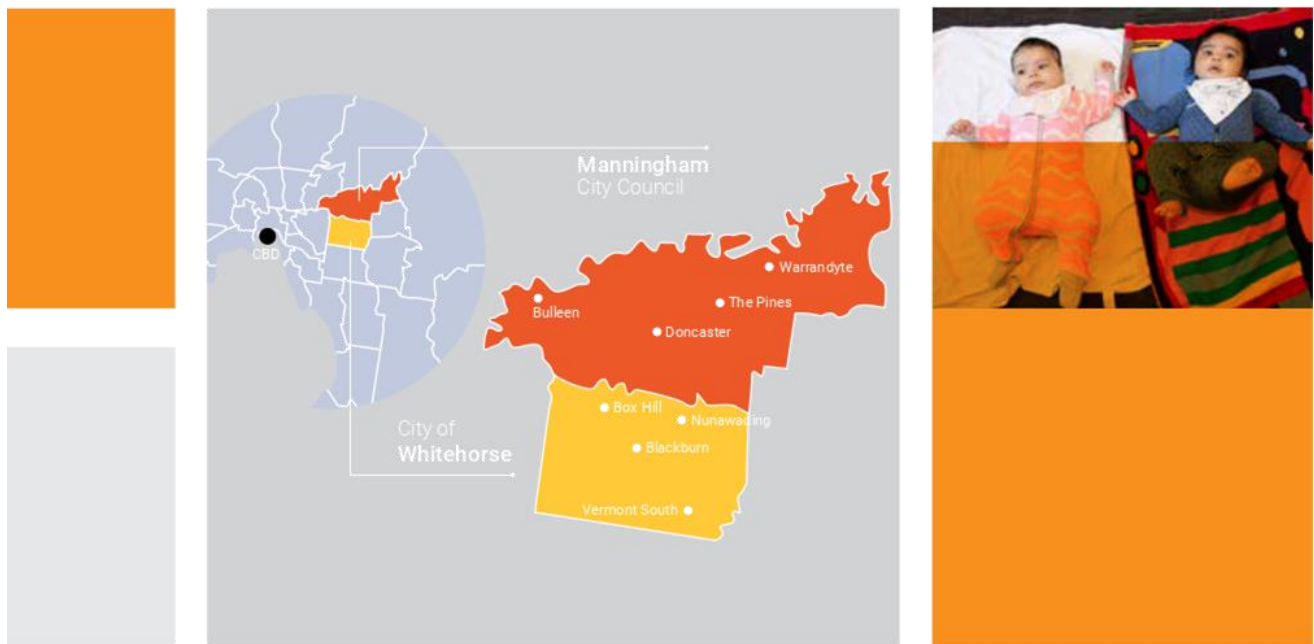 Manningham
City Council
CBD
Warrandyte
The Pines
Bulleen
Doncaster
Box Hill
Nunawading
City of
Whitehorse
Blackburn
Vermont South